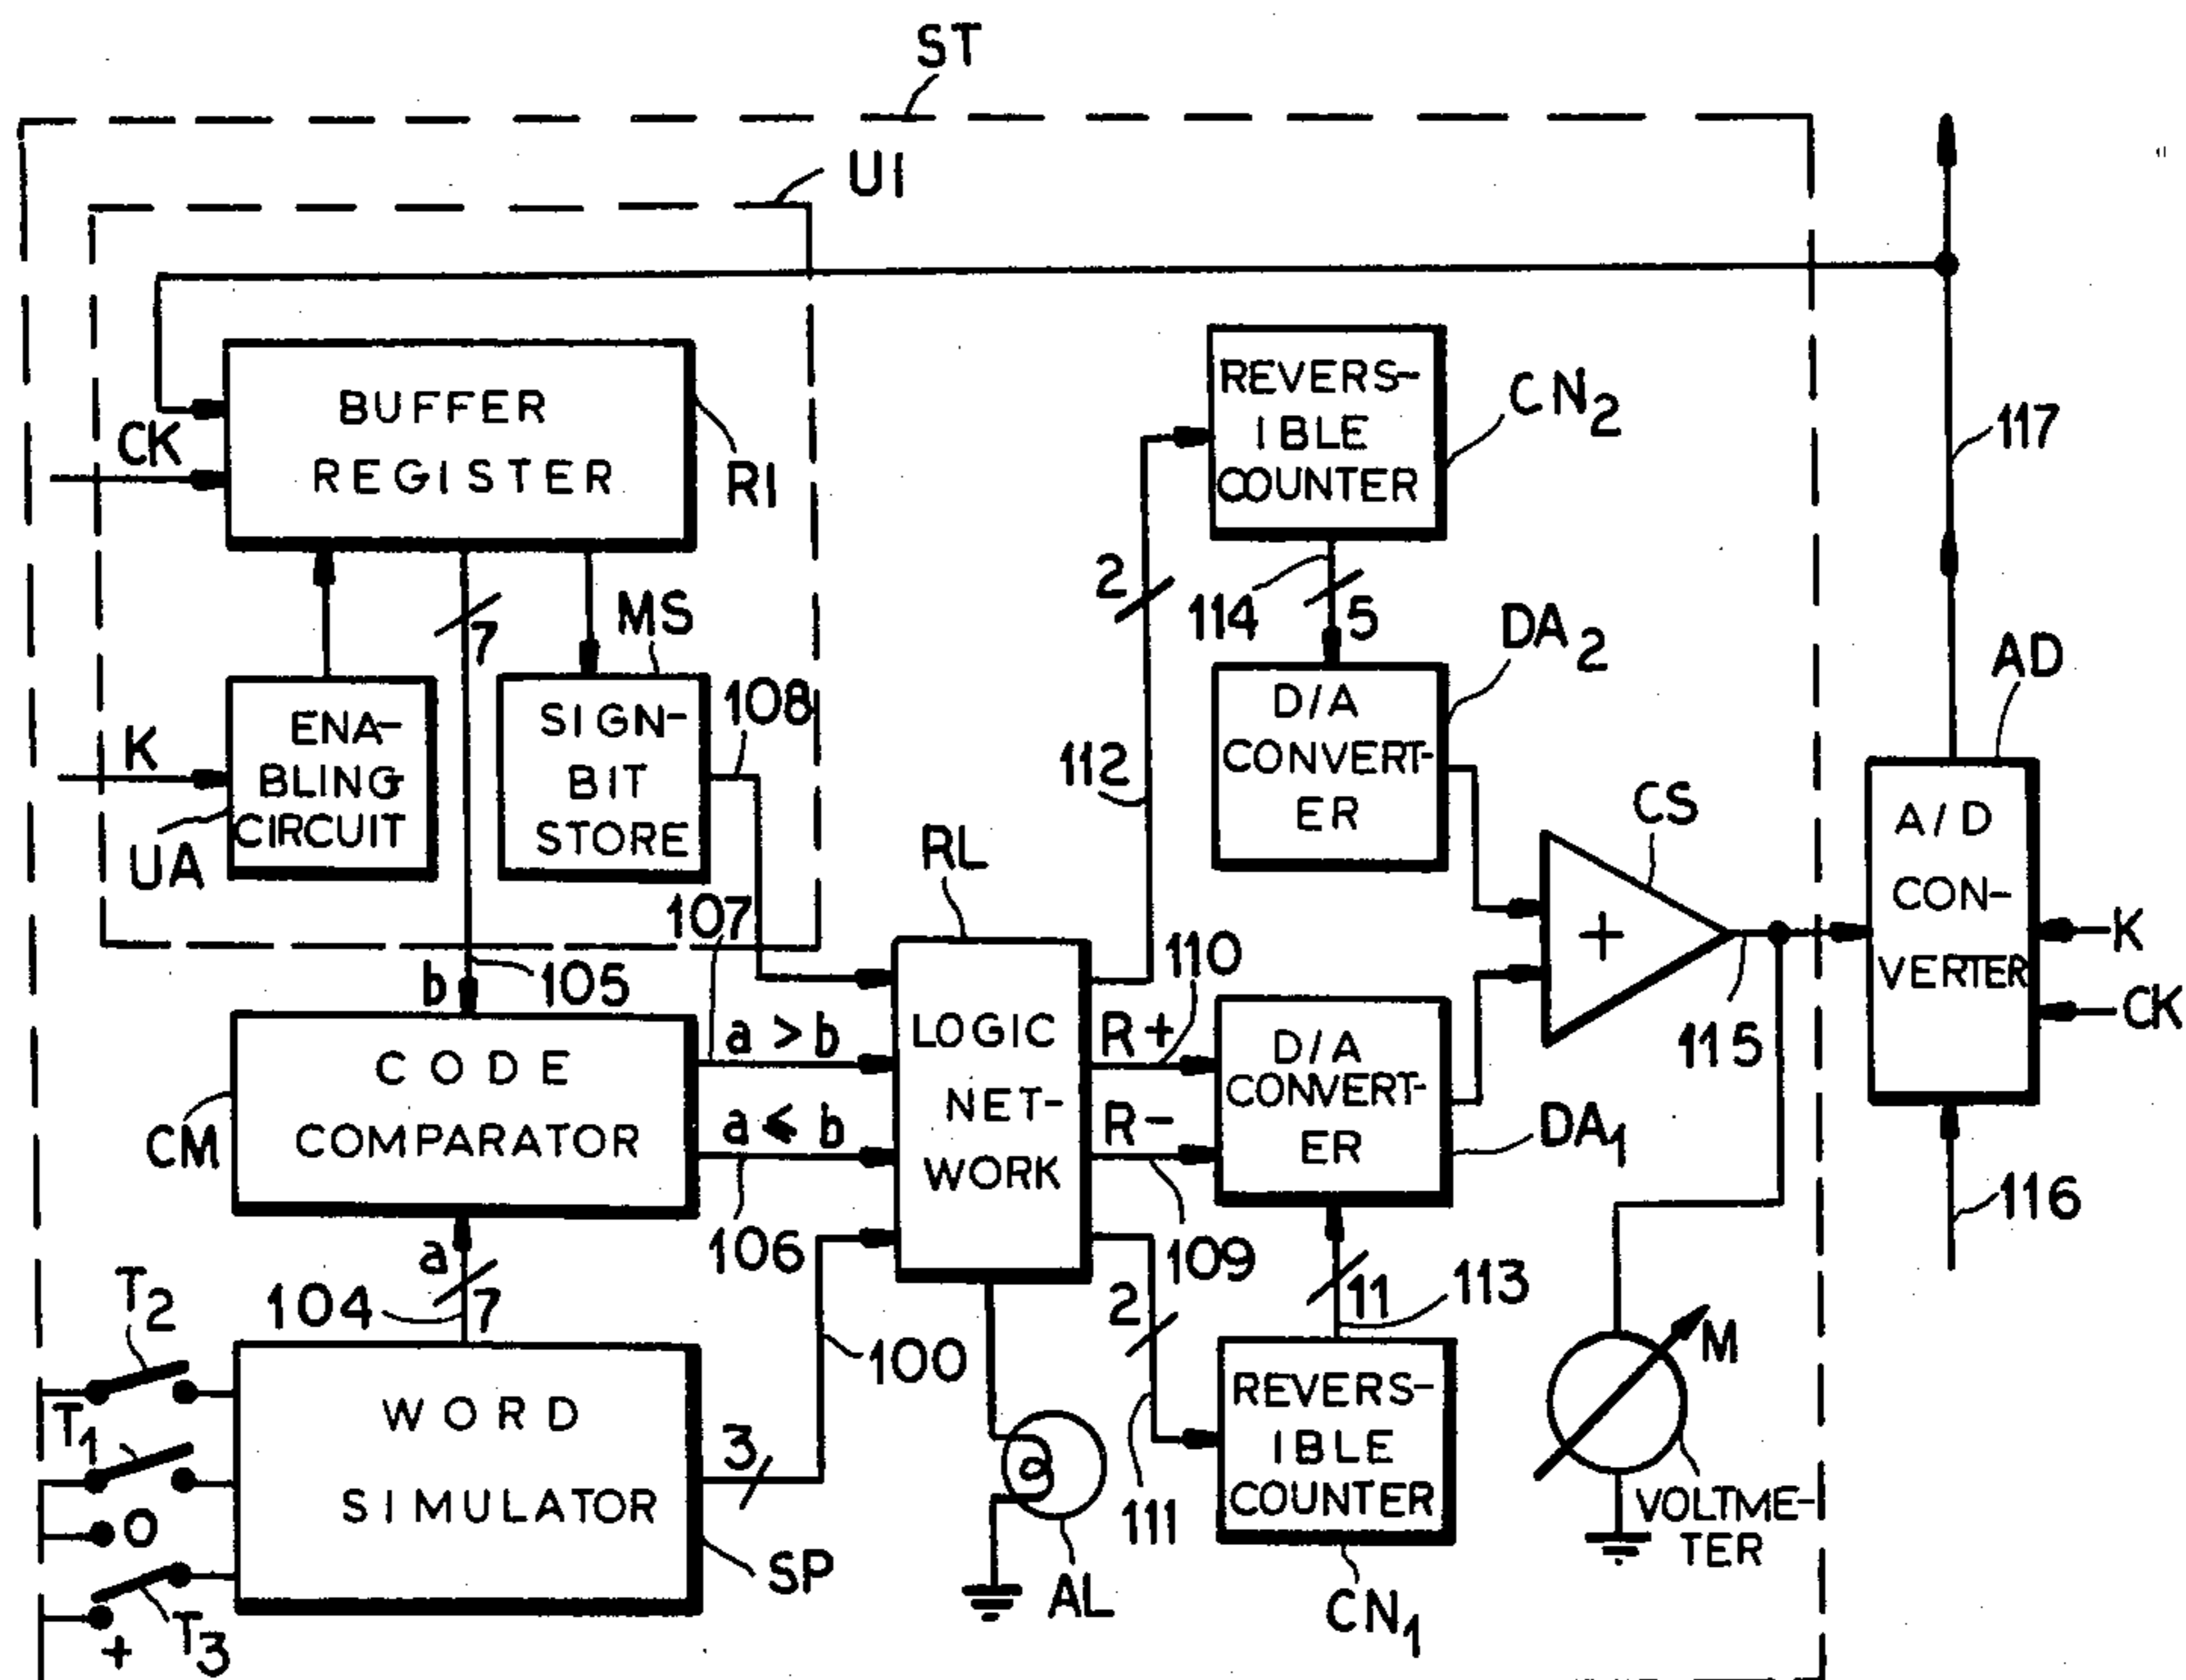 ST
UI
BUFFER
REGISTER
CK
RI
REVERS-
IBLE
COUNTER
CN2
117
2
114
5
DA2
7
MS
ENA-
BLING
CIRCUIT
K
UA
SIGN-
BIT
STORE
108
D/A
CONVERT-
ER
112
CS
+
AD
A/D
CON-
VERTER
K
CK
107
RL
110
105
b
CODE
COMPARATOR
CM
a > b
a ⩽ b
LOGIC
NET-
WORK
R+
R-
D/A
CONVERT-
ER
DA1
115
116
106
109
a
104
7
11
113
2
T2
T1
O
T3
+
WORD
SIMULATOR
SP
3
100
111
REVERS-
IBLE
COUNTER
CN1
M
VOLTME-
TER
AL